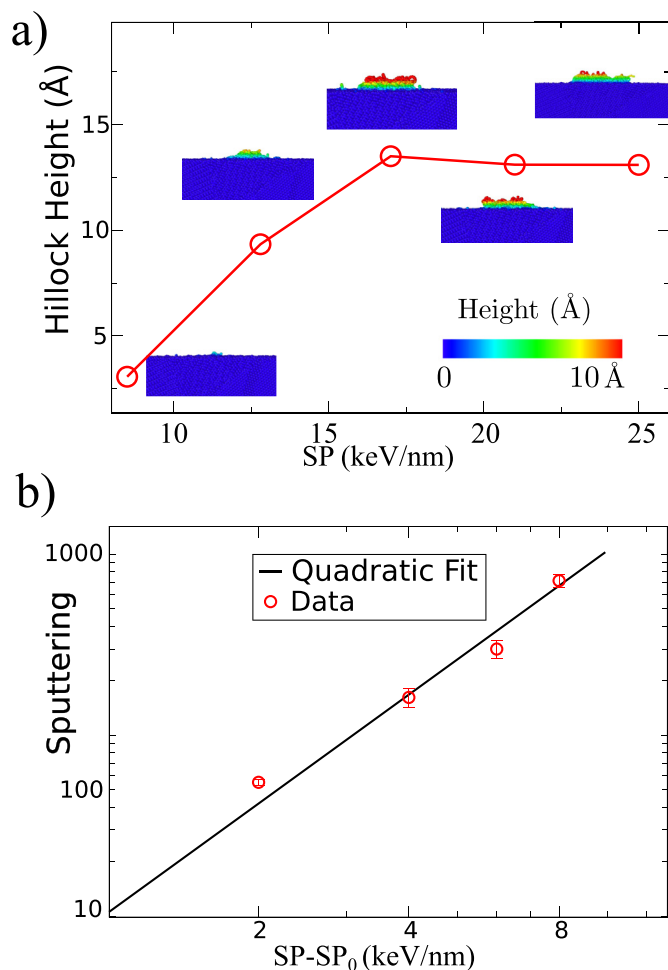 a)
Hillock Height (Å)
15
10
5
Height (Å)
0
10 Å
10
15
20
25
SP (keV/nm)
b)
Sputtering
1000
100
10
Quadratic Fit
Data
2
4
8
SP-SP₀ (keV/nm)